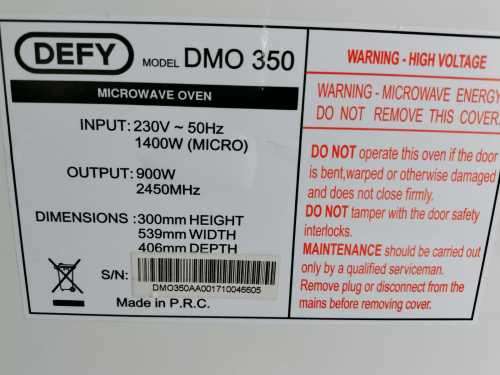 DEFY MODEL DMO 350
MICROWAVE OVEN
INPUT: 230V ~ 50Hz
1400W (MICRO)
OUTPUT: 900W
2450MHz
DIMENSIONS :300mm HEIGHT
539mm WIDTH
406mm DEPTH
S/N:
DMO350AA001710046605
Made in P.R.C.
WARNING - HIGH VOLTAGE
WARNING - MICROWAVE ENERGY
DO NOT REMOVE THIS COVER.
DO NOT operate this oven if the door
is bent,warped or otherwise damaged
and does not close firmly.
DO NOT tamper with the door safety
interlocks.
MAINTENANCE should be carried out
only by a qualified serviceman.
Remove plug or disconnect from the
mains before removing cover.